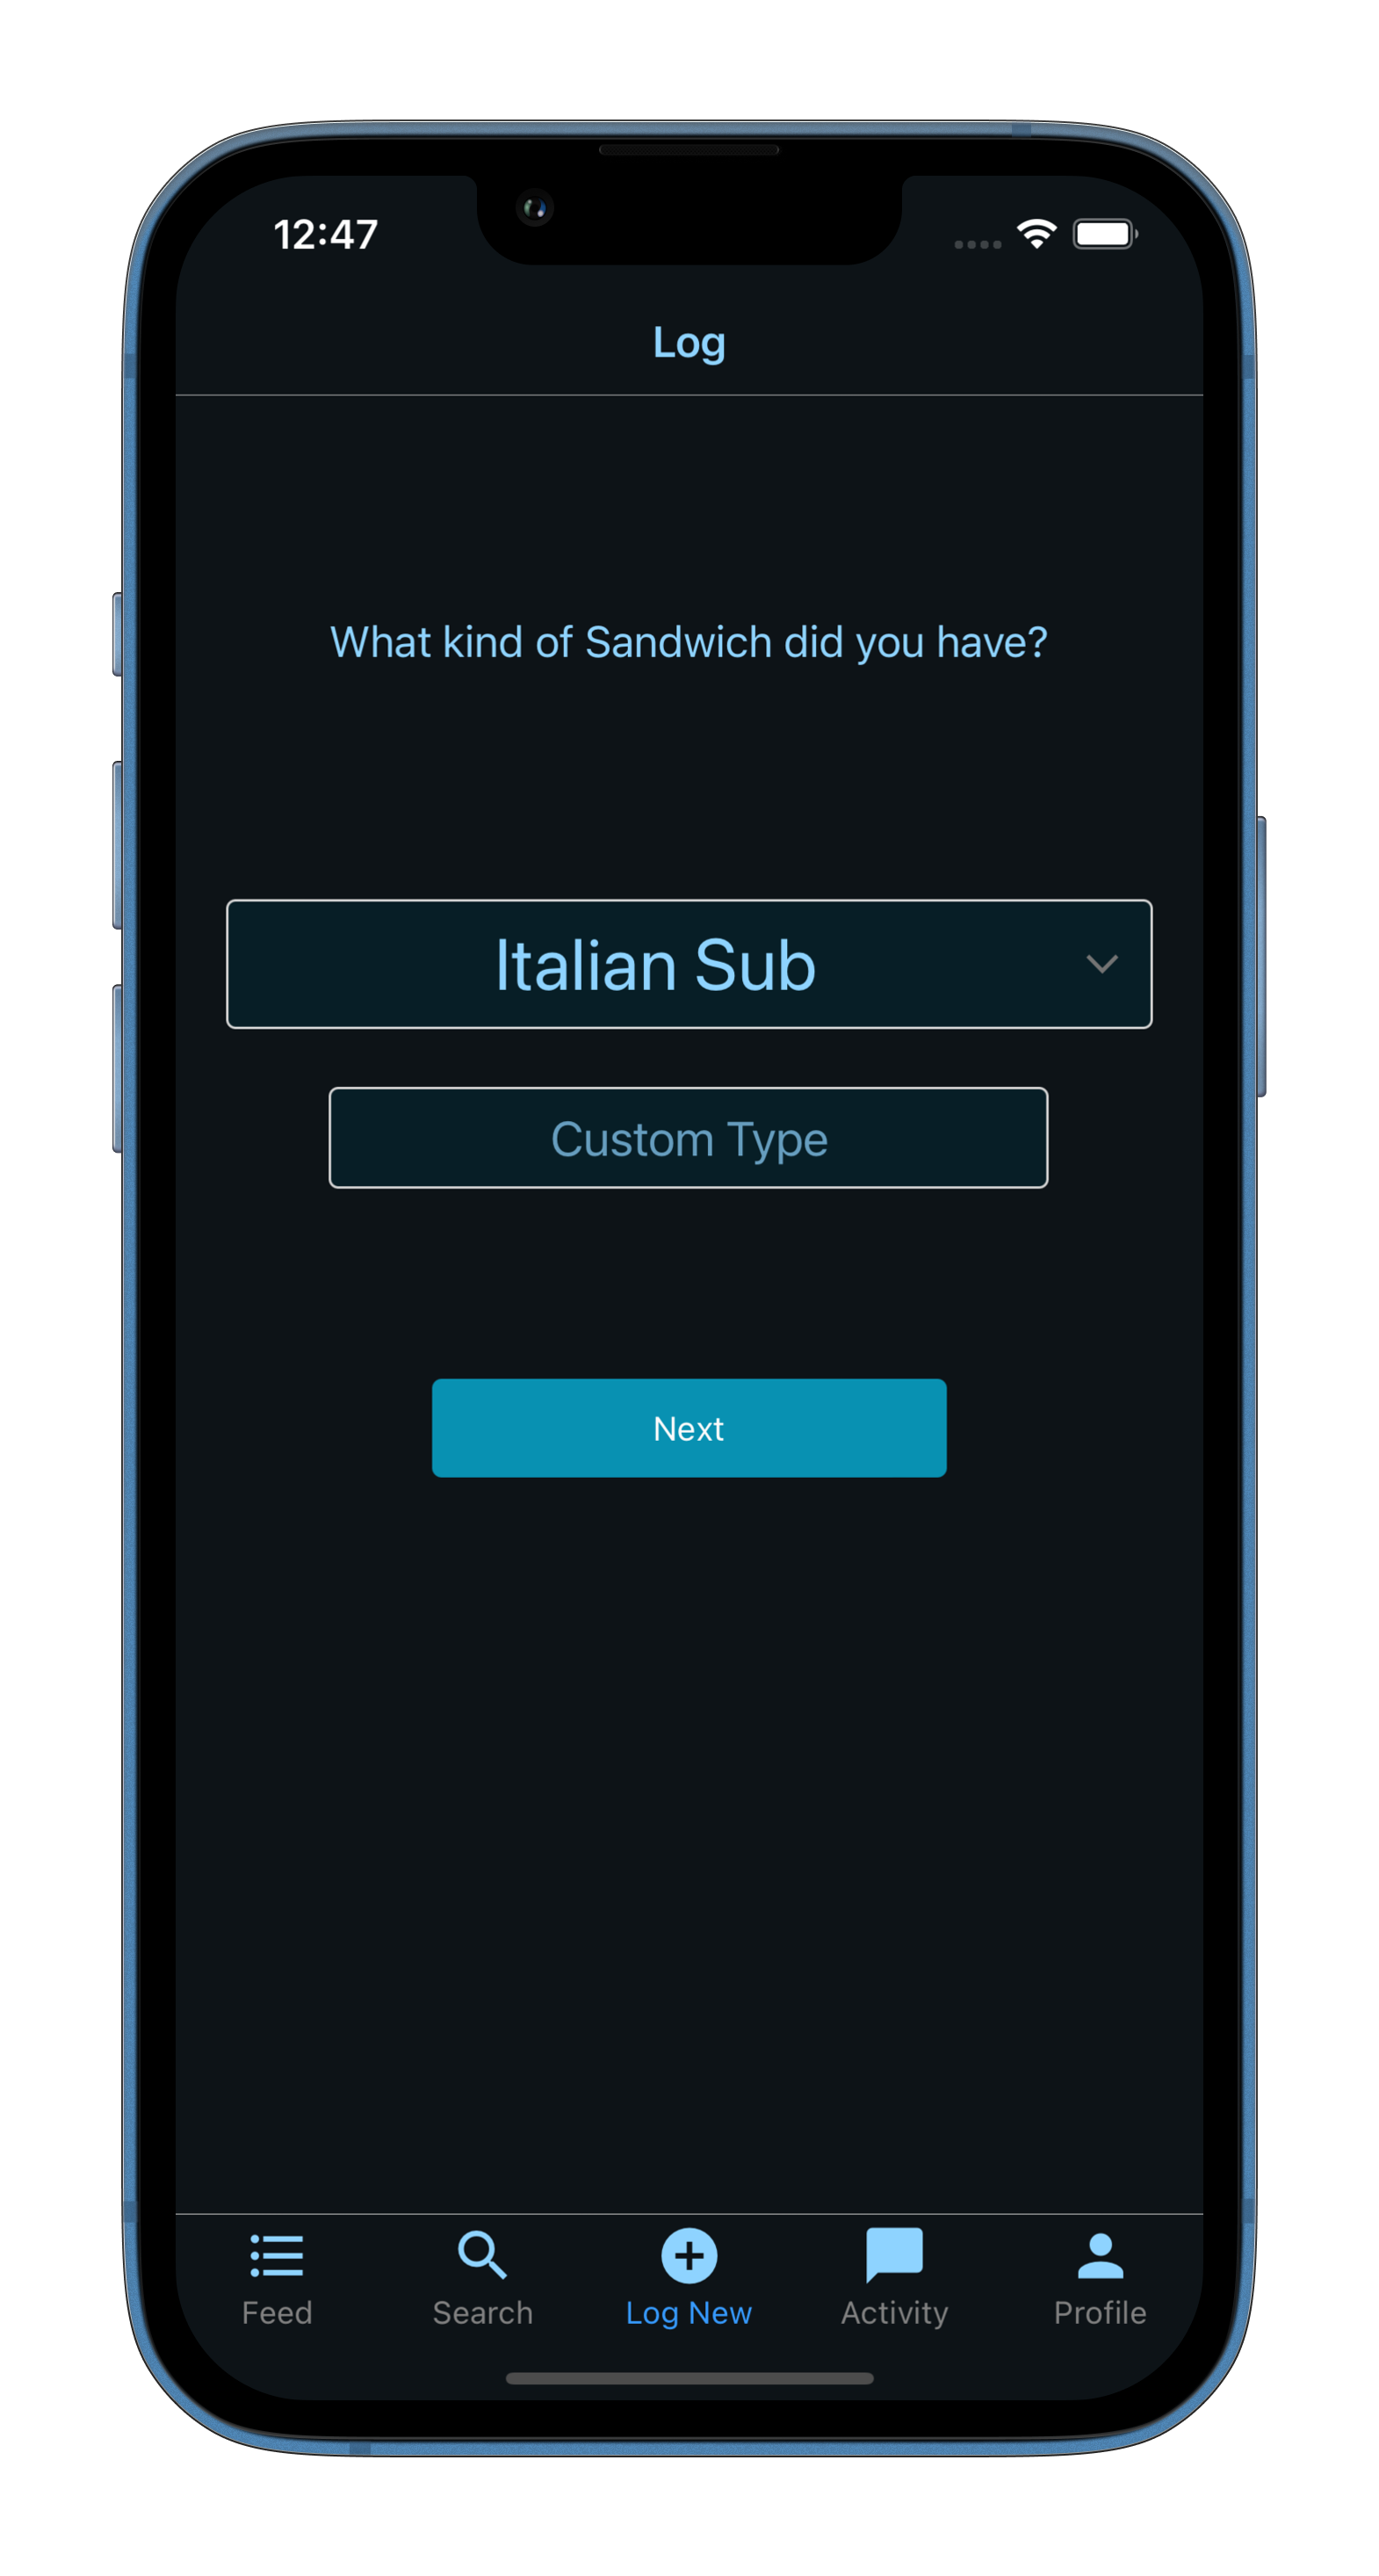 12:47
Log
What kind of Sandwich did you have?
Italian Sub
Custom Type
Next
Feed Search Log New Activity Profile